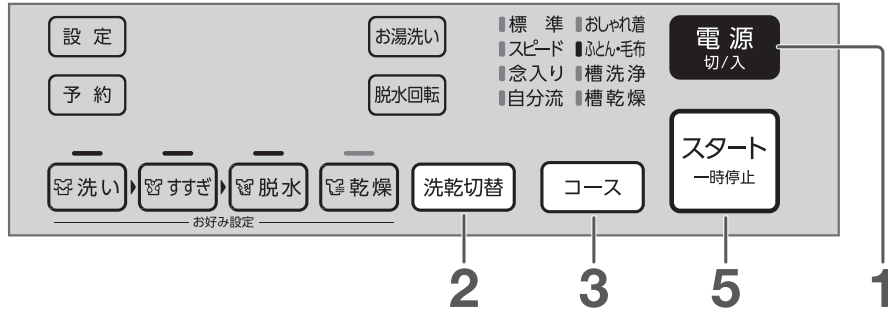 設定
お湯洗い
標準
おしゃれ着
スピード
ふとん・毛布
念入り
槽洗浄
自分流
槽乾燥
電源
切/入
予約
脱水回転
スタート
一時停止
洗い
すすぎ
脱水
乾燥
洗乾切替
コース
お好み設定
2
3
5
1